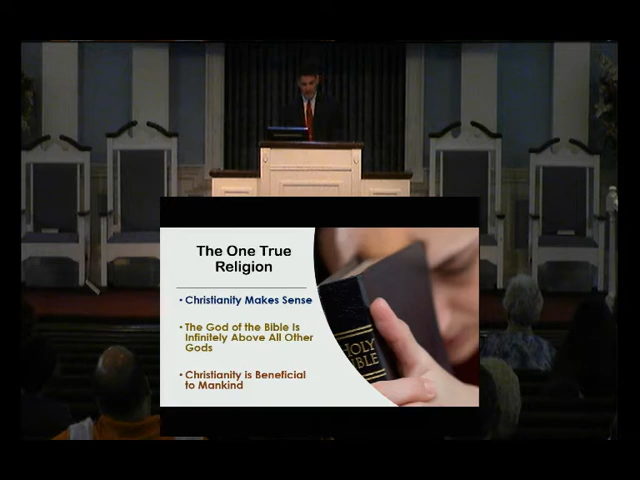 The One True
Religion
• Christianity Makes Sense
• The God of the Bible Is
Infinitely Above All Other
Gods
• Christianity is Beneficial
to Mankind
HOLY
BIBLE